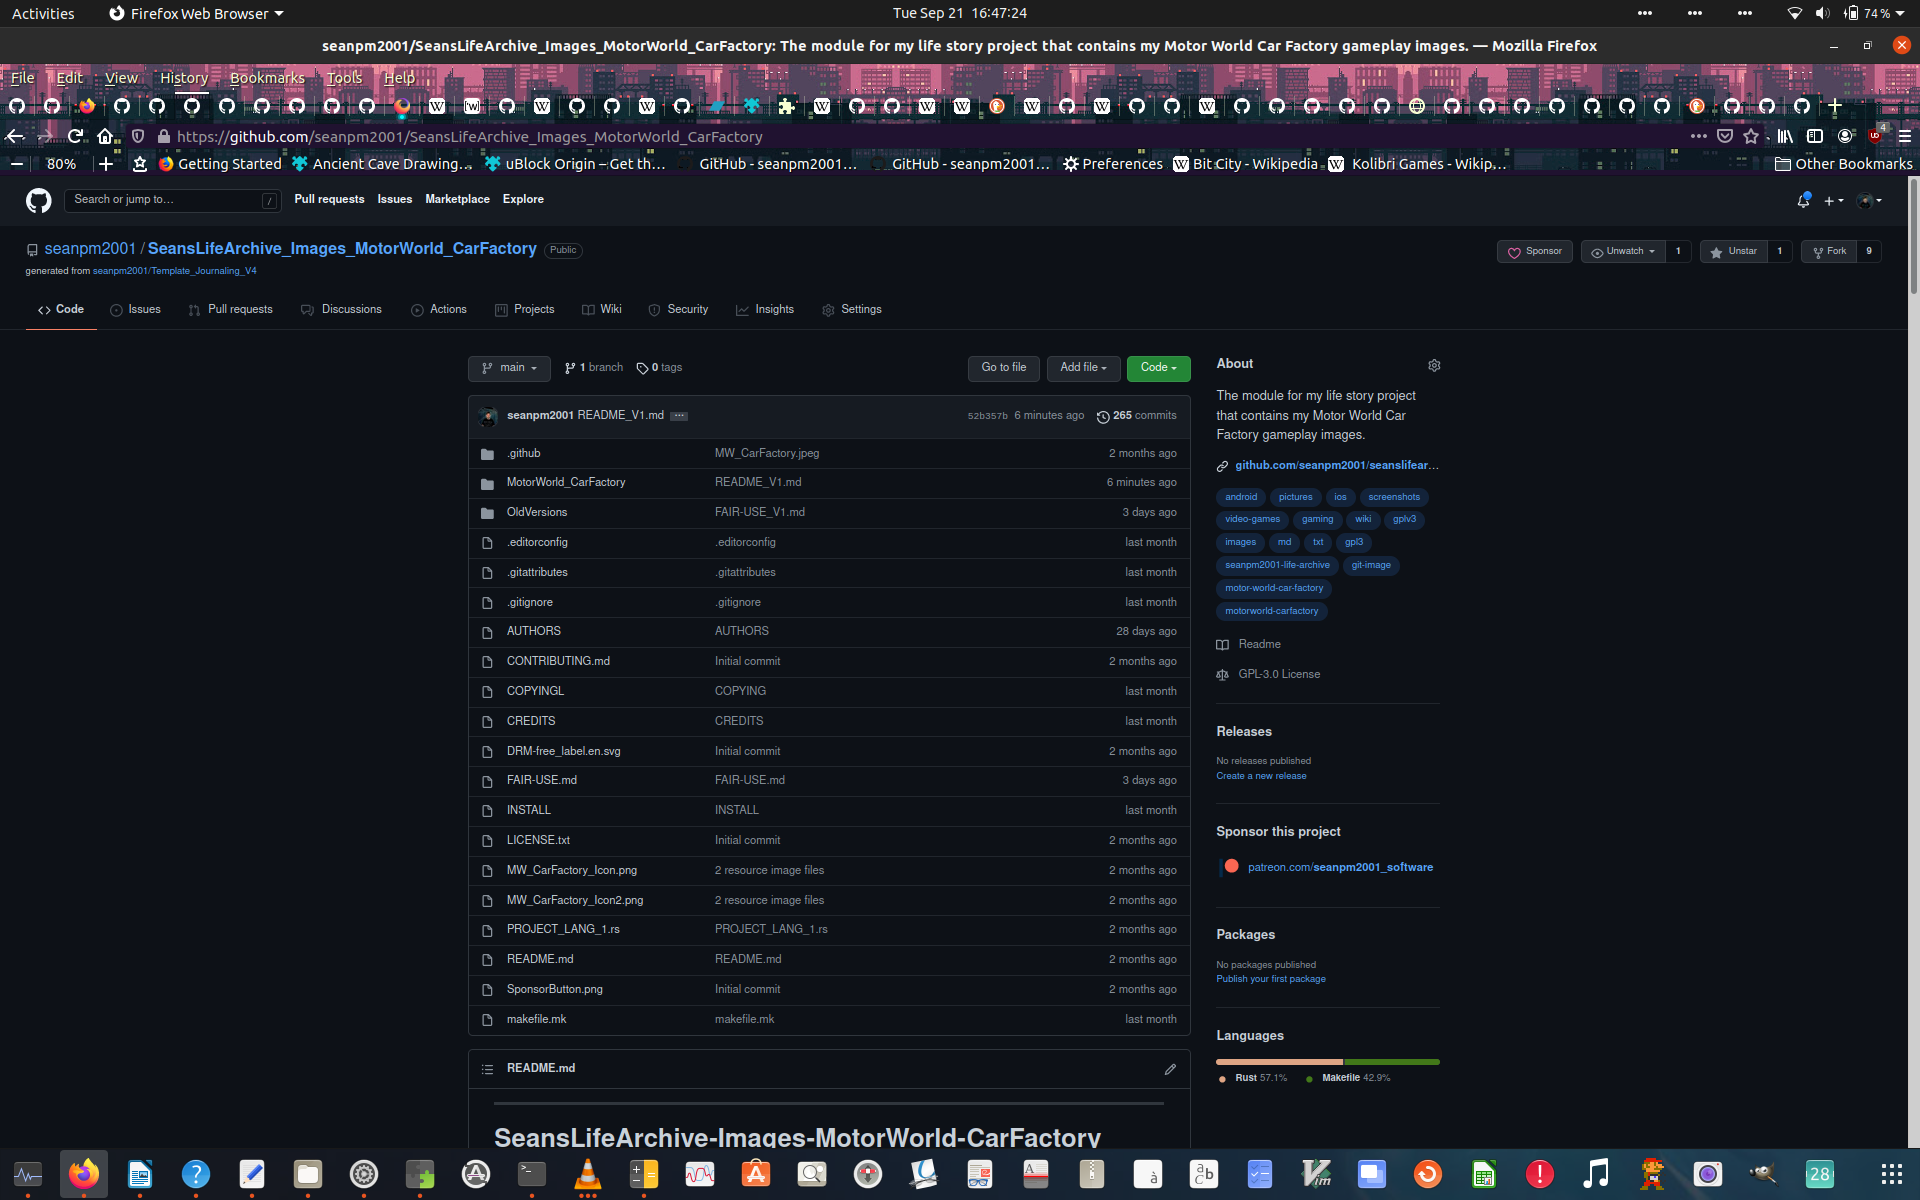 Activities
Firefox Web Browser
Tue Sep 21 16:47:24
74 %
seanpm2001/SeansLifeArchive_Images_MotorWorld_CarFactory: The module for my life story project that contains my Motor World Car Factory gameplay images. — Mozilla Firefox
File Edit View History Bookmarks Tools Help
https://github.com/seanpm2001/SeansLifeArchive_Images_MotorWorld_CarFactory
4
80%
Getting Started
Ancient Cave Drawing…
uBlock Origin – Get th…
GitHub - seanpm2001…
GitHub - seanpm2001…
Preferences
Bit City - Wikipedia
Kolibri Games - Wikip…
Other Bookmarks
Search or jump to… /
Pull requests Issues Marketplace Explore
seanpm2001 / SeansLifeArchive_Images_MotorWorld_CarFactory Public
Sponsor Unwatch 1 Unstar 1 Fork 9
generated from seanpm2001/Template_Journaling_V4
Code Issues Pull requests Discussions Actions Projects Wiki Security Insights Settings
main 1 branch 0 tags Go to file Add file Code
seanpm2001 README_V1.md ... 52b357b 6 minutes ago 265 commits
.github MW_CarFactory.jpeg 2 months ago
MotorWorld_CarFactory README_V1.md 6 minutes ago
OldVersions FAIR-USE_V1.md 3 days ago
.editorconfig .editorconfig last month
.gitattributes .gitattributes last month
.gitignore .gitignore last month
AUTHORS AUTHORS 28 days ago
CONTRIBUTING.md Initial commit 2 months ago
COPYINGL COPYING last month
CREDITS CREDITS last month
DRM-free_label.en.svg Initial commit 2 months ago
FAIR-USE.md FAIR-USE.md 3 days ago
INSTALL INSTALL last month
LICENSE.txt Initial commit 2 months ago
MW_CarFactory_Icon.png 2 resource image files 2 months ago
MW_CarFactory_Icon2.png 2 resource image files 2 months ago
PROJECT_LANG_1.rs PROJECT_LANG_1.rs 2 months ago
README.md README.md 2 months ago
SponsorButton.png Initial commit 2 months ago
makefile.mk makefile.mk last month
README.md
SeansLifeArchive-Images-MotorWorld-CarFactory
About
The module for my life story project
that contains my Motor World Car
Factory gameplay images.
github.com/seanpm2001/seanslifear…
android pictures ios screenshots
video-games gaming wiki gplv3
images md txt gpl3
seanpm2001-life-archive git-image
motor-world-car-factory
motorworld-carfactory
Readme
GPL-3.0 License
Releases
No releases published
Create a new release
Sponsor this project
patreon.com/seanpm2001_software
Packages
No packages published
Publish your first package
Languages
Rust 57.1% Makefile 42.9%
28